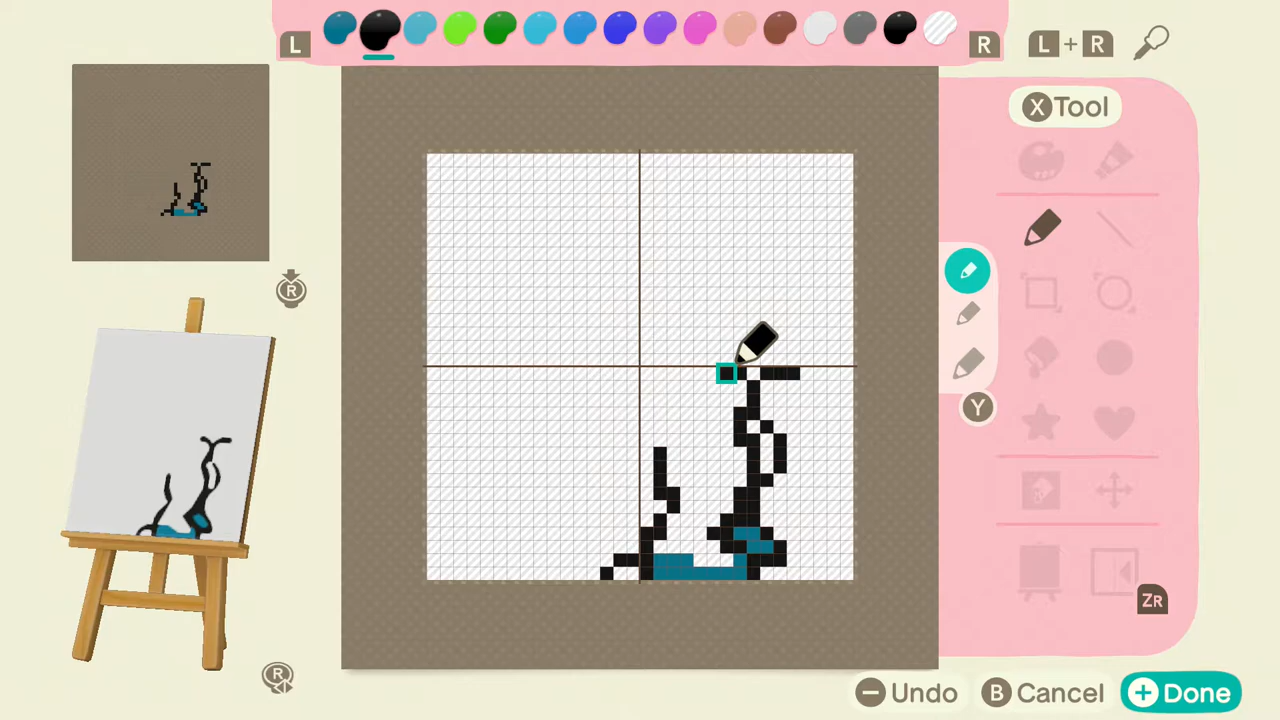 L
R
L + R
X Tool
R
Y
ZR
R
− Undo
B Cancel
+ Done